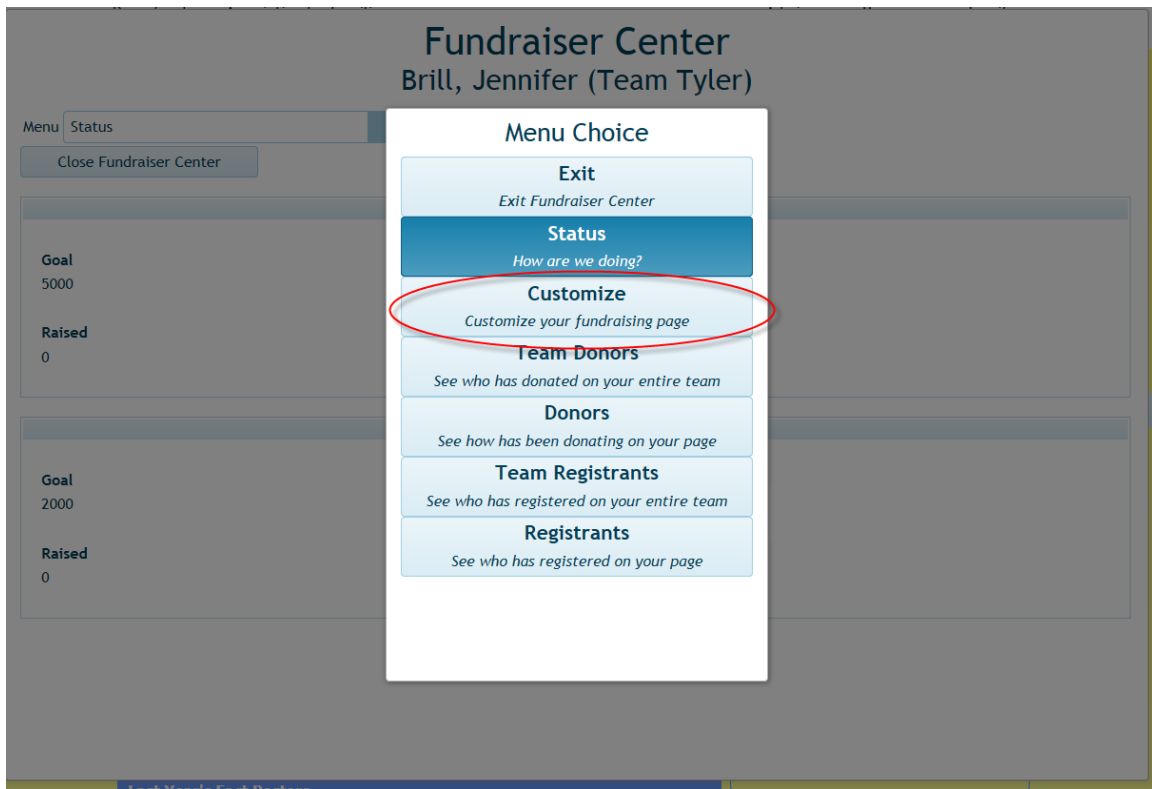 Fundraiser Center
Brill, Jennifer (Team Tyler)
Menu Status
Close Fundraiser Center
Goal
5000
Raised
0
Goal
2000
Raised
0
Menu Choice
Exit
Exit Fundraiser Center
Status
How are we doing?
Customize
Customize your fundraising page
Team Donors
See who has donated on your entire team
Donors
See how has been donating on your page
Team Registrants
See who has registered on your entire team
Registrants
See who has registered on your page